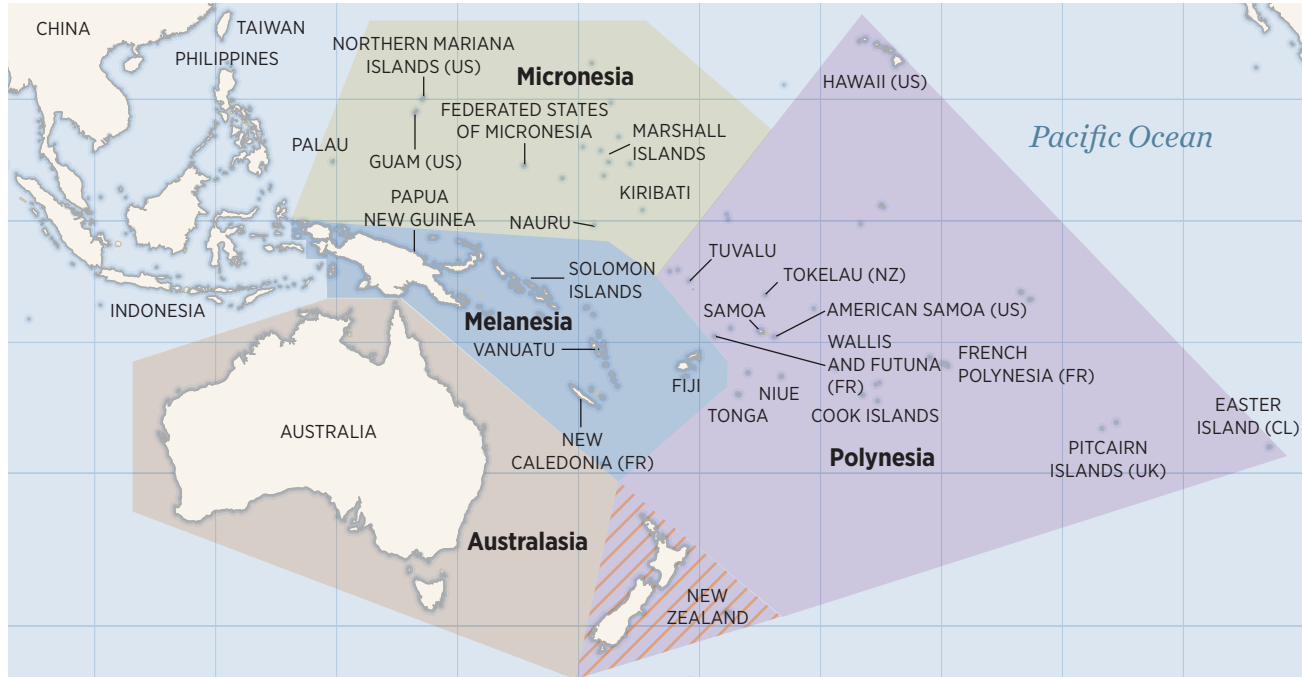 CHINA
TAIWAN
PHILIPPINES
NORTHERN MARIANA
ISLANDS (US)
Micronesia
HAWAII (US)
FEDERATED STATES
OF MICRONESIA
MARSHALL
ISLANDS
Pacific Ocean
PALAU
GUAM (US)
KIRIBATI
PAPUA
NEW GUINEA
NAURU
TUVALU
SOLOMON
ISLANDS
TOKELAU (NZ)
INDONESIA
SAMOA
AMERICAN SAMOA (US)
Melanesia
VANUATU
WALLIS
AND FUTUNA
(FR)
FRENCH
POLYNESIA (FR)
FIJI
NIUE
TONGA
COOK ISLANDS
EASTER
ISLAND (CL)
AUSTRALIA
NEW
CALEDONIA (FR)
Polynesia
PITCAIRN
ISLANDS (UK)
Australasia
NEW
ZEALAND